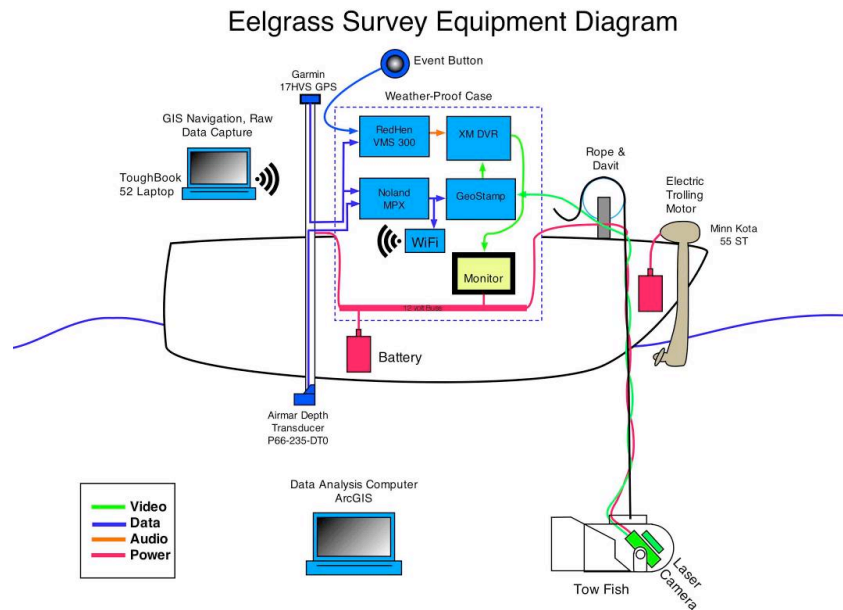 Eelgrass Survey Equipment Diagram
Garmin
17HVS GPS
Event Button
Weather-Proof Case
GIS Navigation, Raw
Data Capture
ToughBook
52 Laptop
RedHen
VMS 300
XM DVR
Noland
MPX
GeoStamp
WiFi
Monitor
12 volt Buss
Battery
Rope &
Davit
Electric
Trolling
Motor
Minn Kota
55 ST
Airmar Depth
Transducer
P66-235-DT0
Data Analysis Computer
ArcGIS
Video
Data
Audio
Power
Tow Fish
Laser
Camera